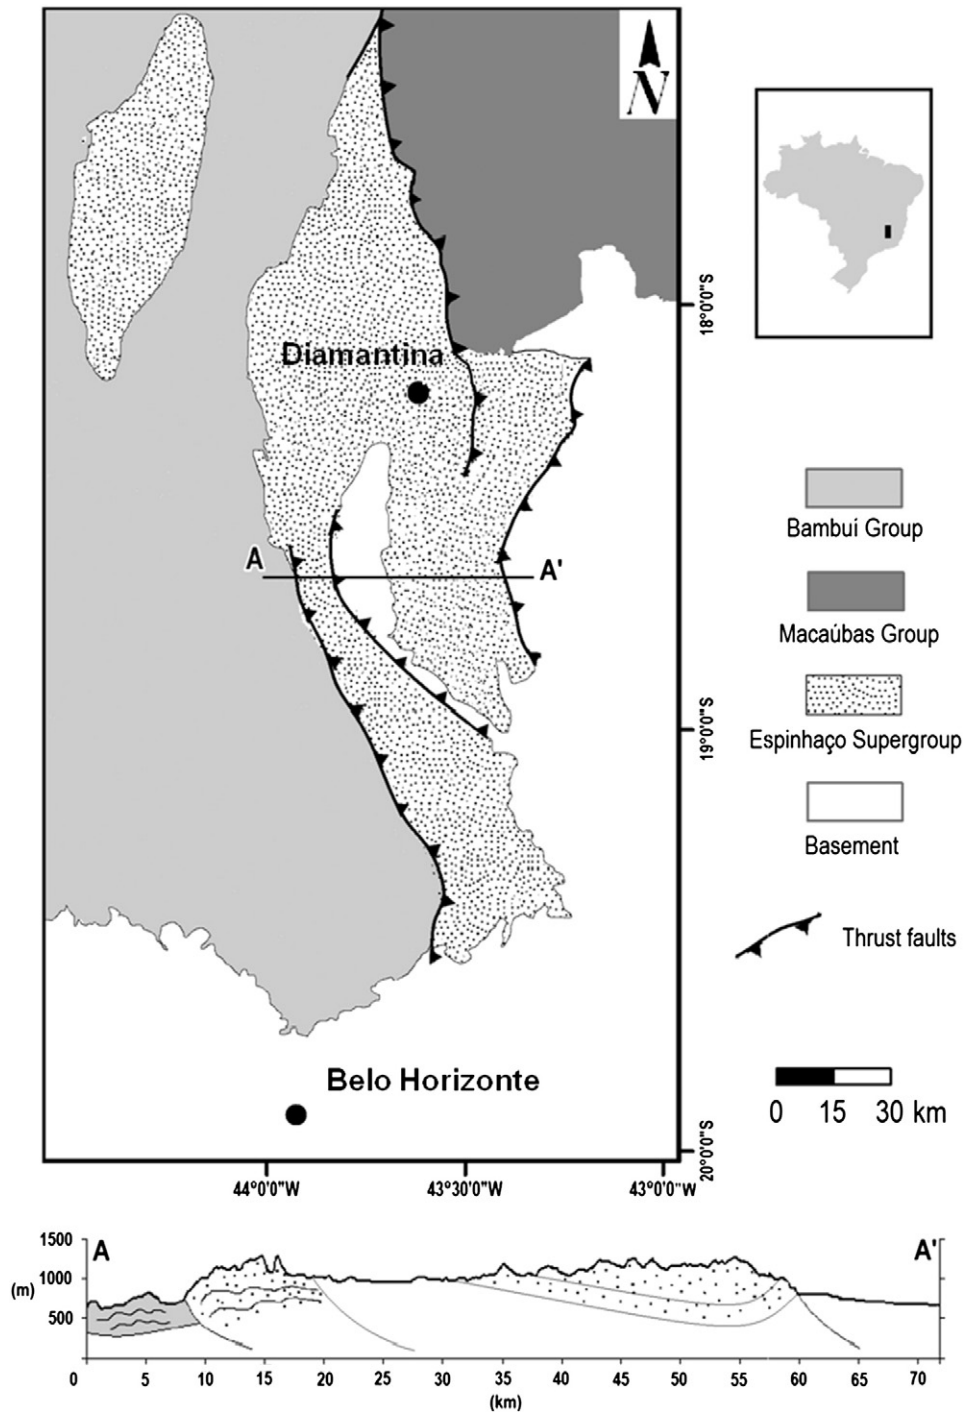 N
18°0'0"S
Diamantina
A
A'
Bambuí Group
Macaúbas Group
Espinhaço Supergroup
19°0'0"S
Basement
Thrust faults
Belo Horizonte
0 15 30 km
20°0'0"S
44°0'0"W 43°30'0"W 43°0'0"W
1500
A
A'
(m)
1000
500
0 5 10 15 20 25 30 35 40 45 50 55 60 65 70
(km)